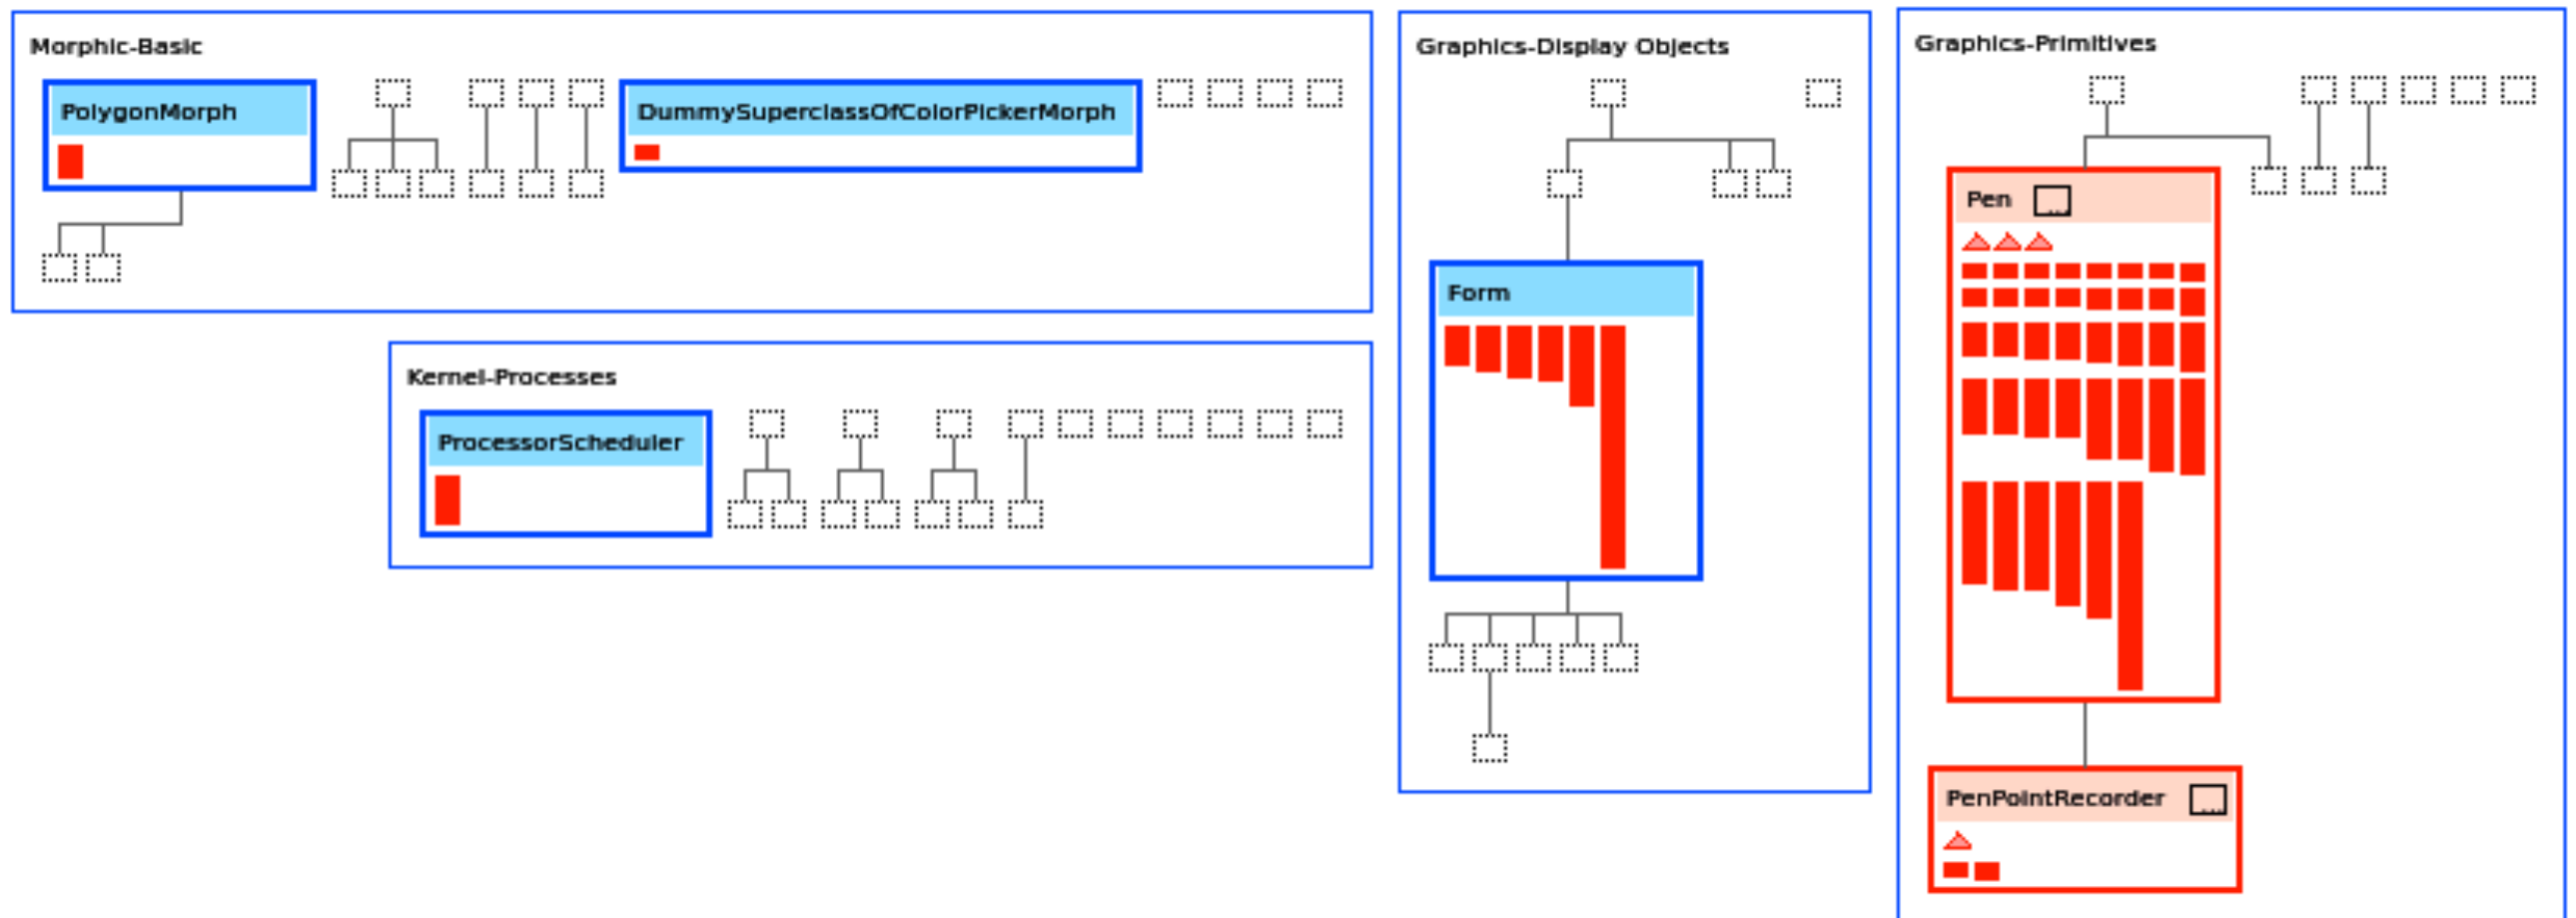 Morphic-Basic
PolygonMorph
DummySuperclassOfColorPickerMorph
Kernel-Processes
ProcessorScheduler
Graphics-Display Objects
Form
Graphics-Primitives
Pen
PenPointRecorder